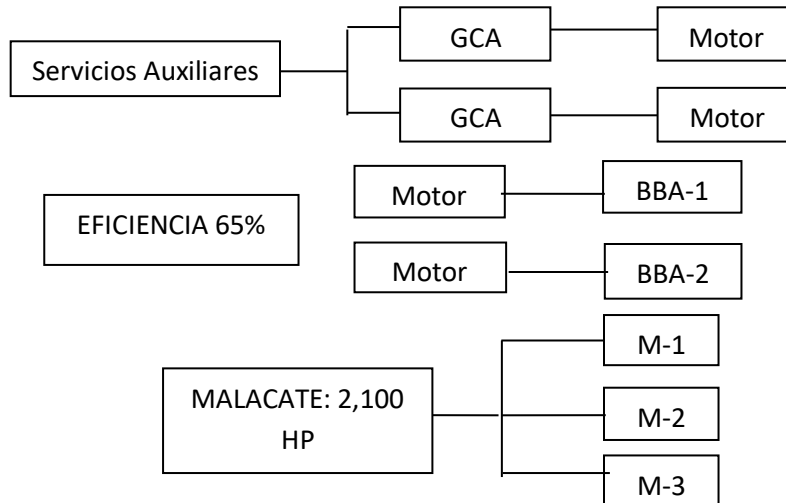 GCA
Motor
Servicios Auxiliares
GCA
Motor
Motor
BBA-1
EFICIENCIA 65%
Motor
BBA-2
M-1
MALACATE: 2,100
HP
M-2
M-3